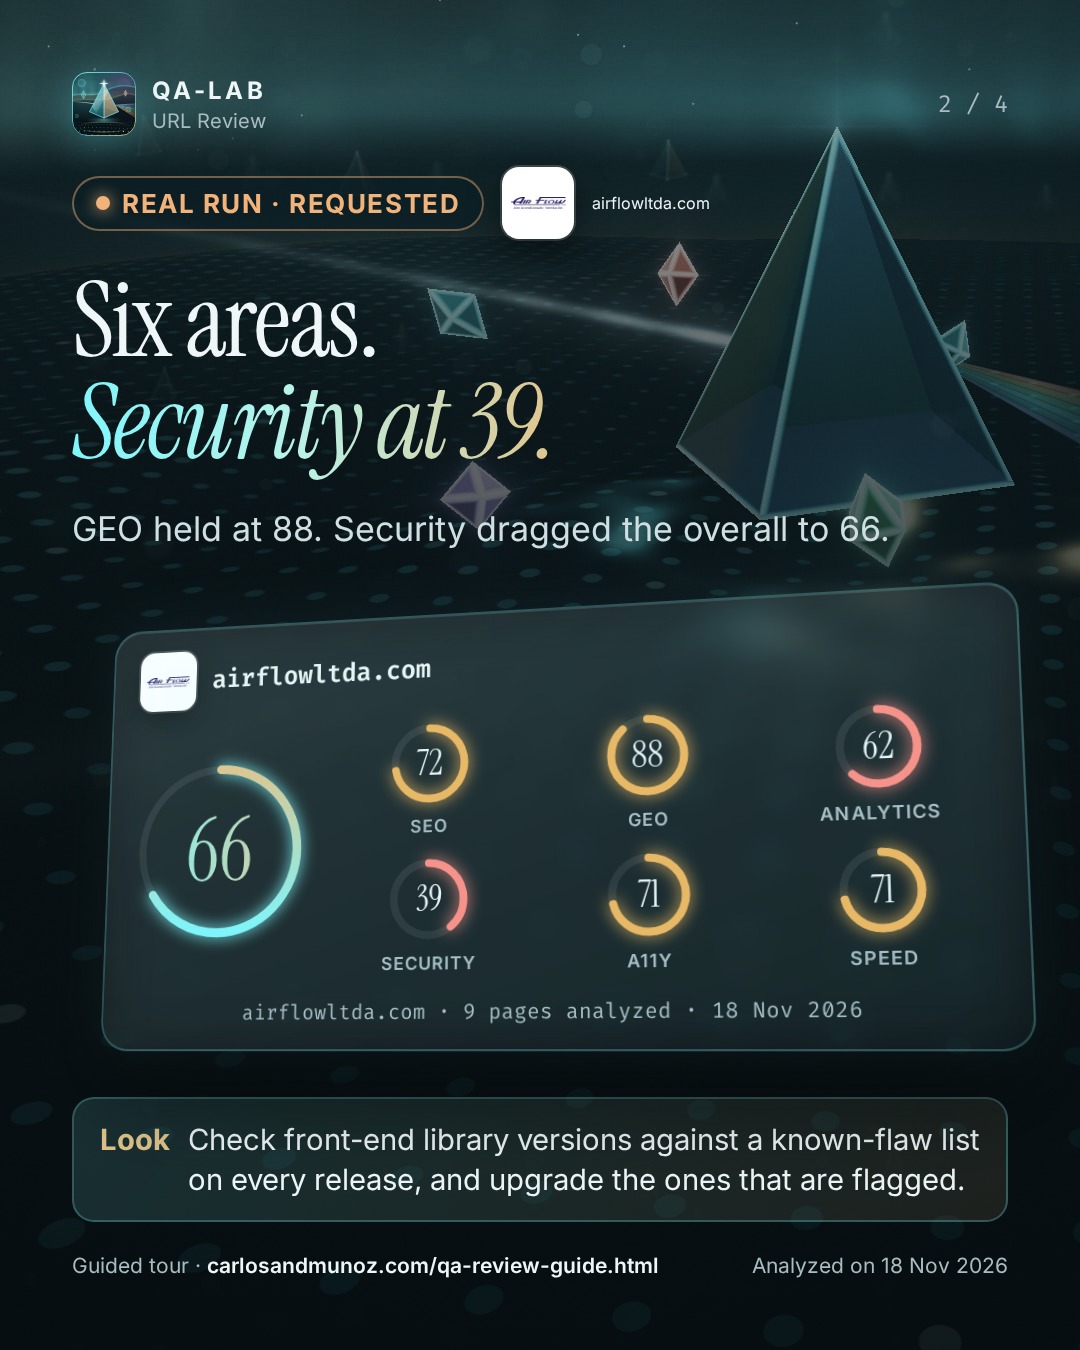 QA-LAB
URL Review
2 / 4
REAL RUN · REQUESTED
AIR FLOW
airflowltda.com
Six areas.
Security at 39.
GEO held at 88. Security dragged the overall to 66.
AIR FLOW
airflowltda.com
66
72
SEO
88
GEO
62
ANALYTICS
39
SECURITY
71
A11Y
71
SPEED
airflowltda.com · 9 pages analyzed · 18 Nov 2026
Look Check front-end library versions against a known-flaw list
on every release, and upgrade the ones that are flagged.
Guided tour · carlosandmunoz.com/qa-review-guide.html
Analyzed on 18 Nov 2026